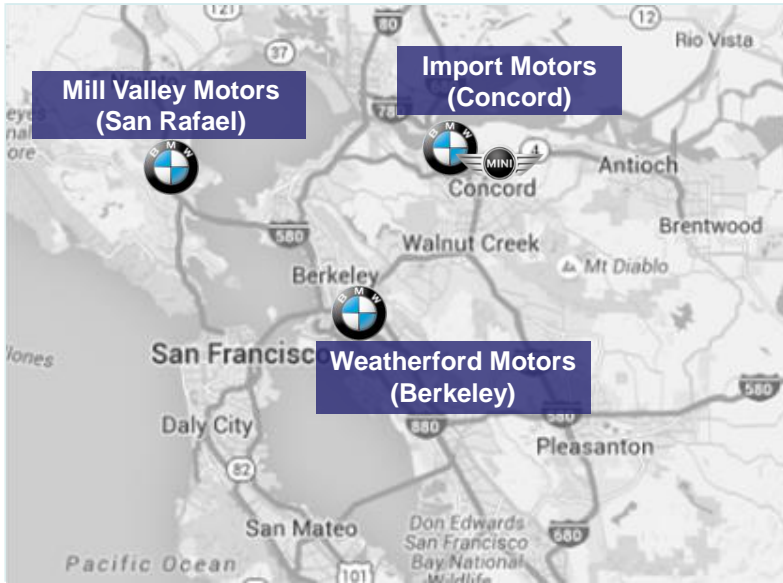 121
12
80
Rio Vista
37
Import Motors
(Concord)
Mill Valley Motors
(San Rafael)
BMW
BMW
MINI
4
Antioch
Concord
Brentwood
580
Walnut Creek
Mt Diablo
Berkeley
BMW
San Francisco
Weatherford Motors
(Berkeley)
580
580
Daly City
880
Pleasanton
82
San Mateo
Don Edwards
San Francisco
Bay National
Wildlife
680
Pacific Ocean
101